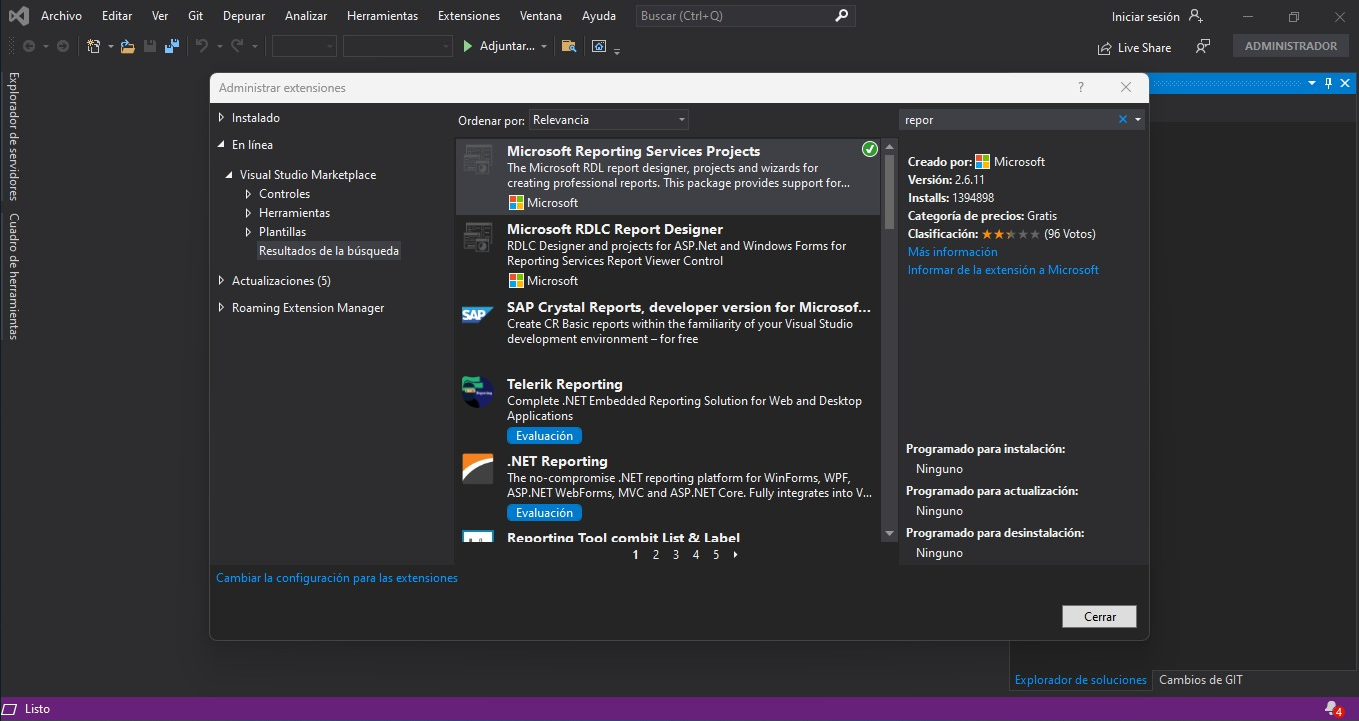 Archivo Editar Ver Git Depurar Analizar Herramientas Extensiones Ventana Ayuda Buscar (Ctrl+Q) Iniciar sesión
Adjuntar... Live Share ADMINISTRADOR
Explorador de servidores
Cuadro de herramientas
Administrar extensiones ?
Instalado
En línea
Visual Studio Marketplace
Controles
Herramientas
Plantillas
Resultados de la búsqueda
Actualizaciones (5)
Roaming Extension Manager
Ordenar por: Relevancia
repor
Microsoft Reporting Services Projects
The Microsoft RDL report designer, projects and wizards for
creating professional reports. This package provides support for...
Microsoft
Microsoft RDLC Report Designer
RDLC Designer and projects for ASP.Net and Windows Forms for
Reporting Services Report Viewer Control
Microsoft
SAP
SAP Crystal Reports, developer version for Microsof...
Create CR Basic reports within the familiarity of your Visual Studio
development environment – for free
Telerik Reporting
Complete .NET Embedded Reporting Solution for Web and Desktop
Applications
Evaluación
.NET Reporting
The no-compromise .NET reporting platform for WinForms, WPF,
ASP.NET WebForms, MVC and ASP.NET Core. Fully integrates into V...
Evaluación
Reporting Tool combit List & Label
1 2 3 4 5
Creado por: Microsoft
Versión: 2.6.11
Installs: 1394898
Categoría de precios: Gratis
Clasificación: (96 Votos)
Más información
Informar de la extensión a Microsoft
Programado para instalación:
Ninguno
Programado para actualización:
Ninguno
Programado para desinstalación:
Ninguno
Cambiar la configuración para las extensiones
Cerrar
Explorador de soluciones Cambios de GIT
Listo 4